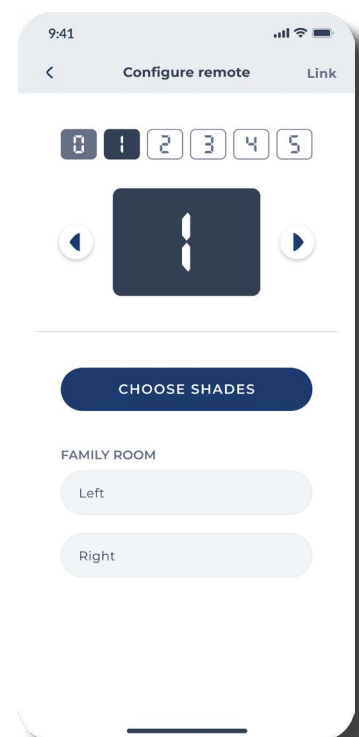 9:41
Configure remote Link
0 1 2 3 4 5
1
CHOOSE SHADES
FAMILY ROOM
Left
Right